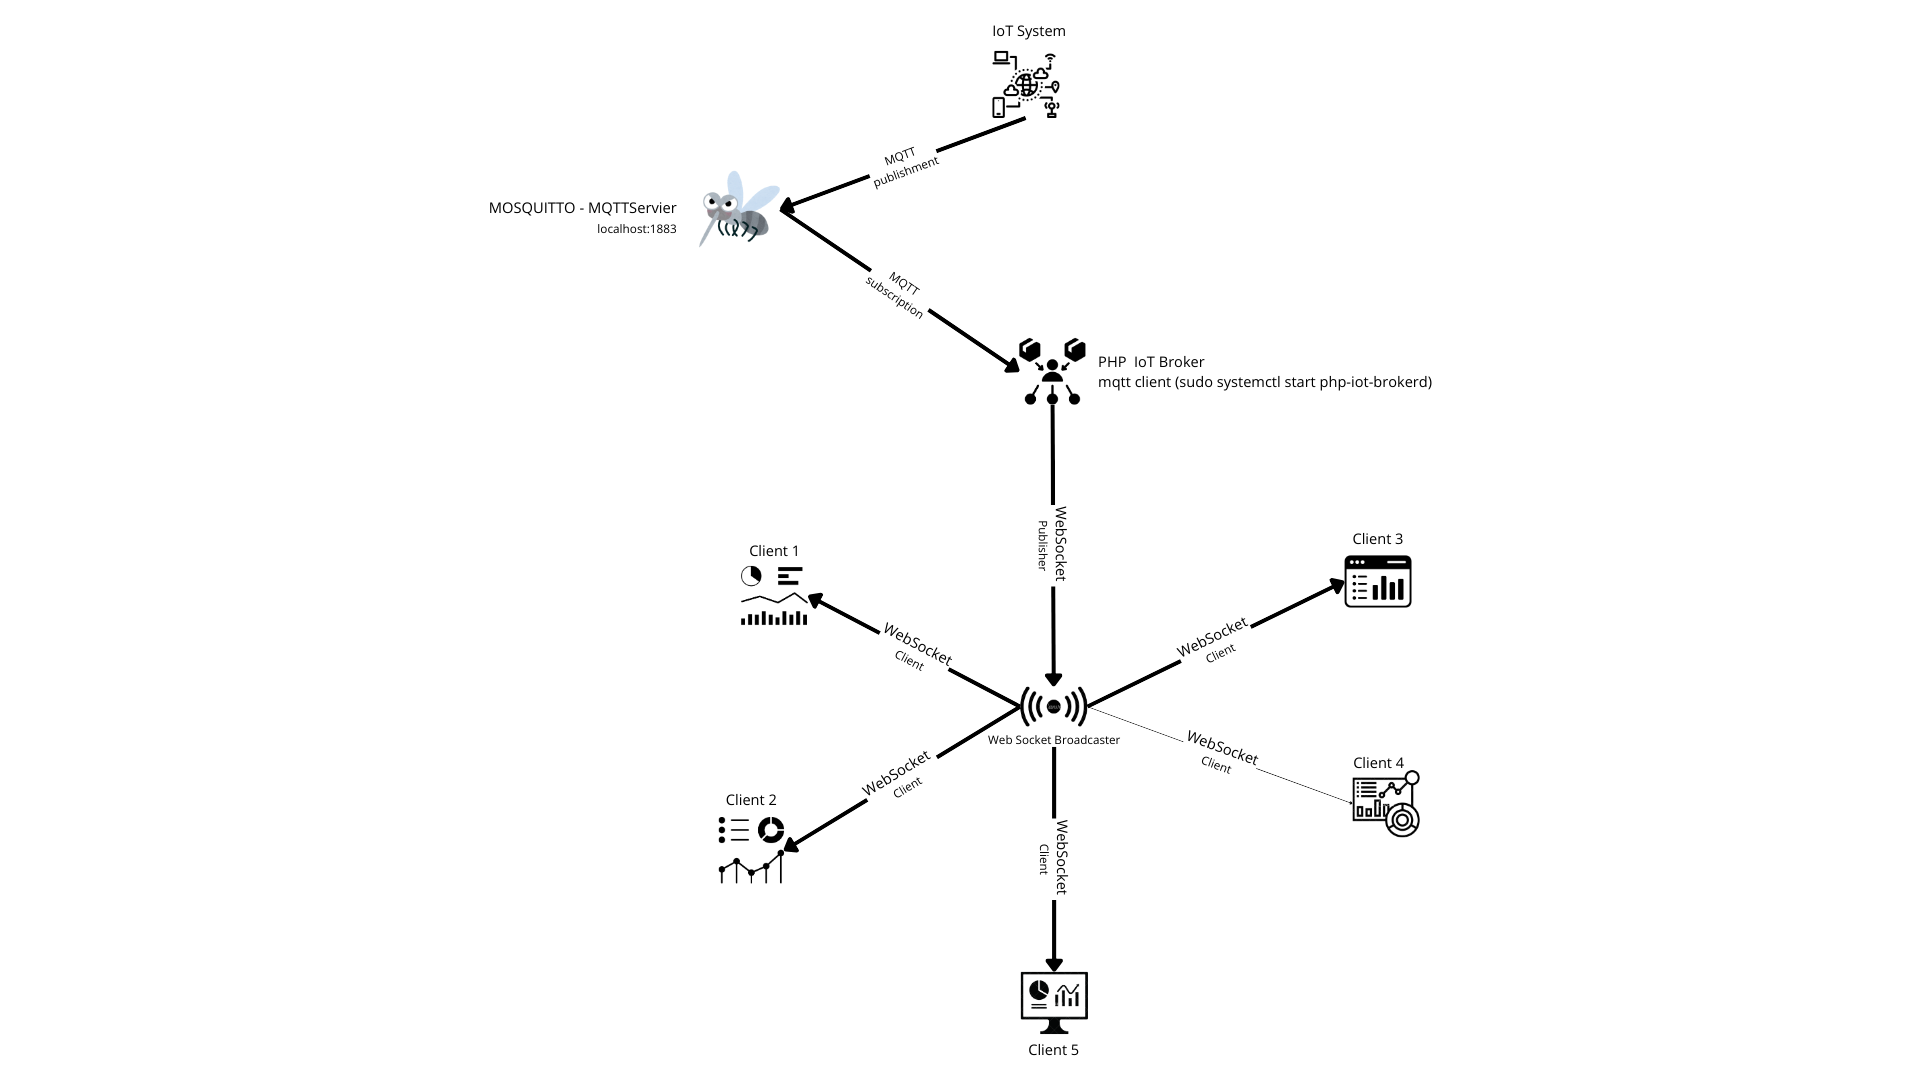 IoT System
MQTT
publishment
MOSQUITTO - MQTTServier
localhost:1883
MQTT
subscription
PHP  IoT Broker
mqtt client (sudo systemctl start php-iot-brokerd)
WebSocket
Publisher
Client 1
Client 3
WebSocket
Client
WebSocket
Client
Web Socket Broadcaster
WebSocket
Client
WebSocket
Client
Client 2
Client 4
WebSocket
Client
Client 5